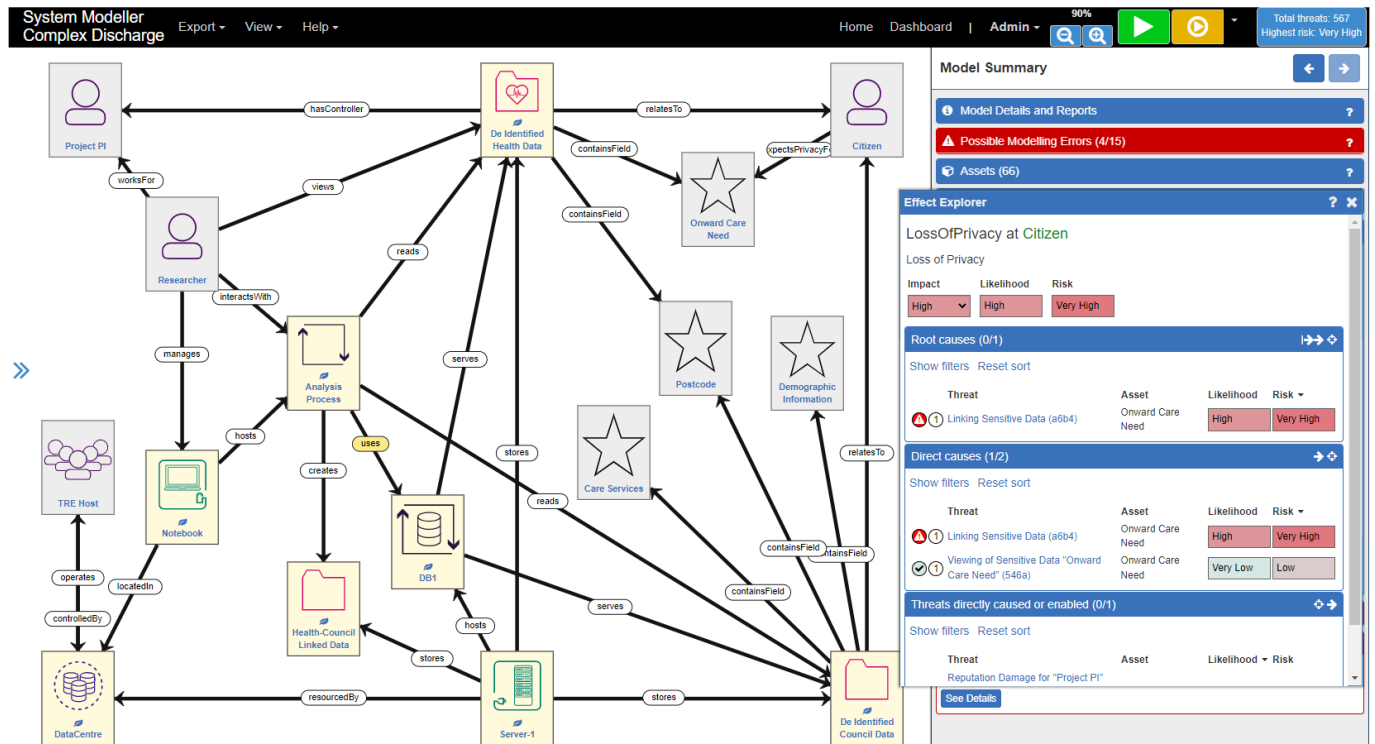 System Modeller
Complex Discharge
Export
View
Help
Home
Dashboard
|
Admin
90%
Total threats: 567
Highest risk: Very High
Project PI
hasController
De Identified
Health Data
relatesTo
Citizen
containsField
worksFor
views
Onward Care
Need
Researcher
containsField
reads
interactsWith
manages
Analysis
Process
serves
Postcode
Demographic
Information
hosts
uses
stores
relatesTo
TRE Host
Notebook
creates
Care Services
reads
DB1
containsField
operates
locatedIn
containsField
controlledBy
Health-Council
Linked Data
serves
hosts
stores
DataCentre
resourcedBy
Server-1
stores
De Identified
Council Data
Model Summary
Model Details and Reports
?
Possible Modelling Errors (4/15)
?
Assets (66)
?
Effect Explorer
?
LossOfPrivacy at Citizen
Loss of Privacy
Impact Likelihood Risk
High High Very High
Root causes (0/1)
Show filters Reset sort
Threat Asset Likelihood Risk
1 Linking Sensitive Data (a6b4) Onward Care
Need High Very High
Direct causes (1/2)
Show filters Reset sort
Threat Asset Likelihood Risk
1 Linking Sensitive Data (a6b4) Onward Care
Need High Very High
1 Viewing of Sensitive Data "Onward
Care Need" (546a) Onward Care
Need Very Low Low
Threats directly caused or enabled (0/1)
Show filters Reset sort
Threat Asset Likelihood Risk
Reputation Damage for "Project PI"
See Details